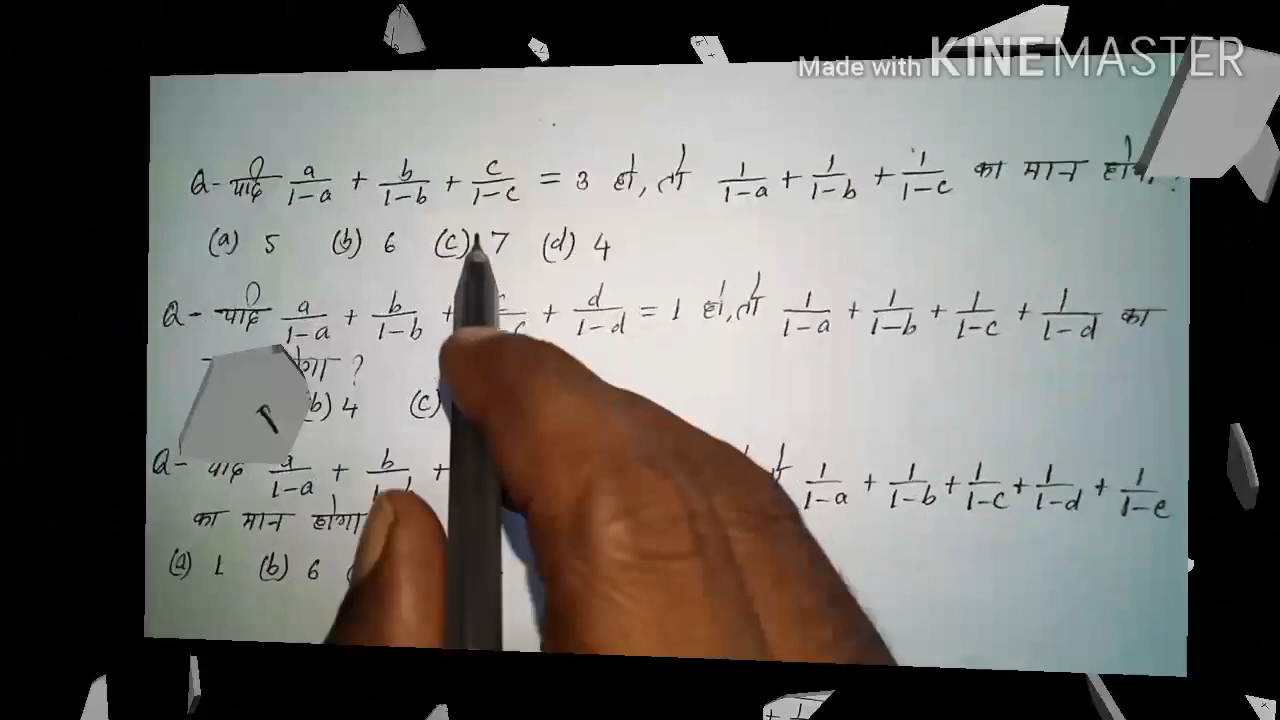 Made with KINEMASTER
Q- यदि a/1-a + b/1-b + c/1-c = 3 हो, तो 1/1-a + 1/1-b + 1/1-c का मान
(a) 5 (b) 6 (c) 7 (d) 4
Q- यदि a/1-a + b/1-b + + d/1-d = 1 हो, तो 1/1-a + 1/1-b + 1/1-c + 1/1-d का
?
(b) 4 (c)
Q- यदि a/1-a + b/1-b + 1/1-a + 1/1-b + 1/1-c + 1/1-d + 1/1-e
का मान होगा
(a) 1 (b) 6